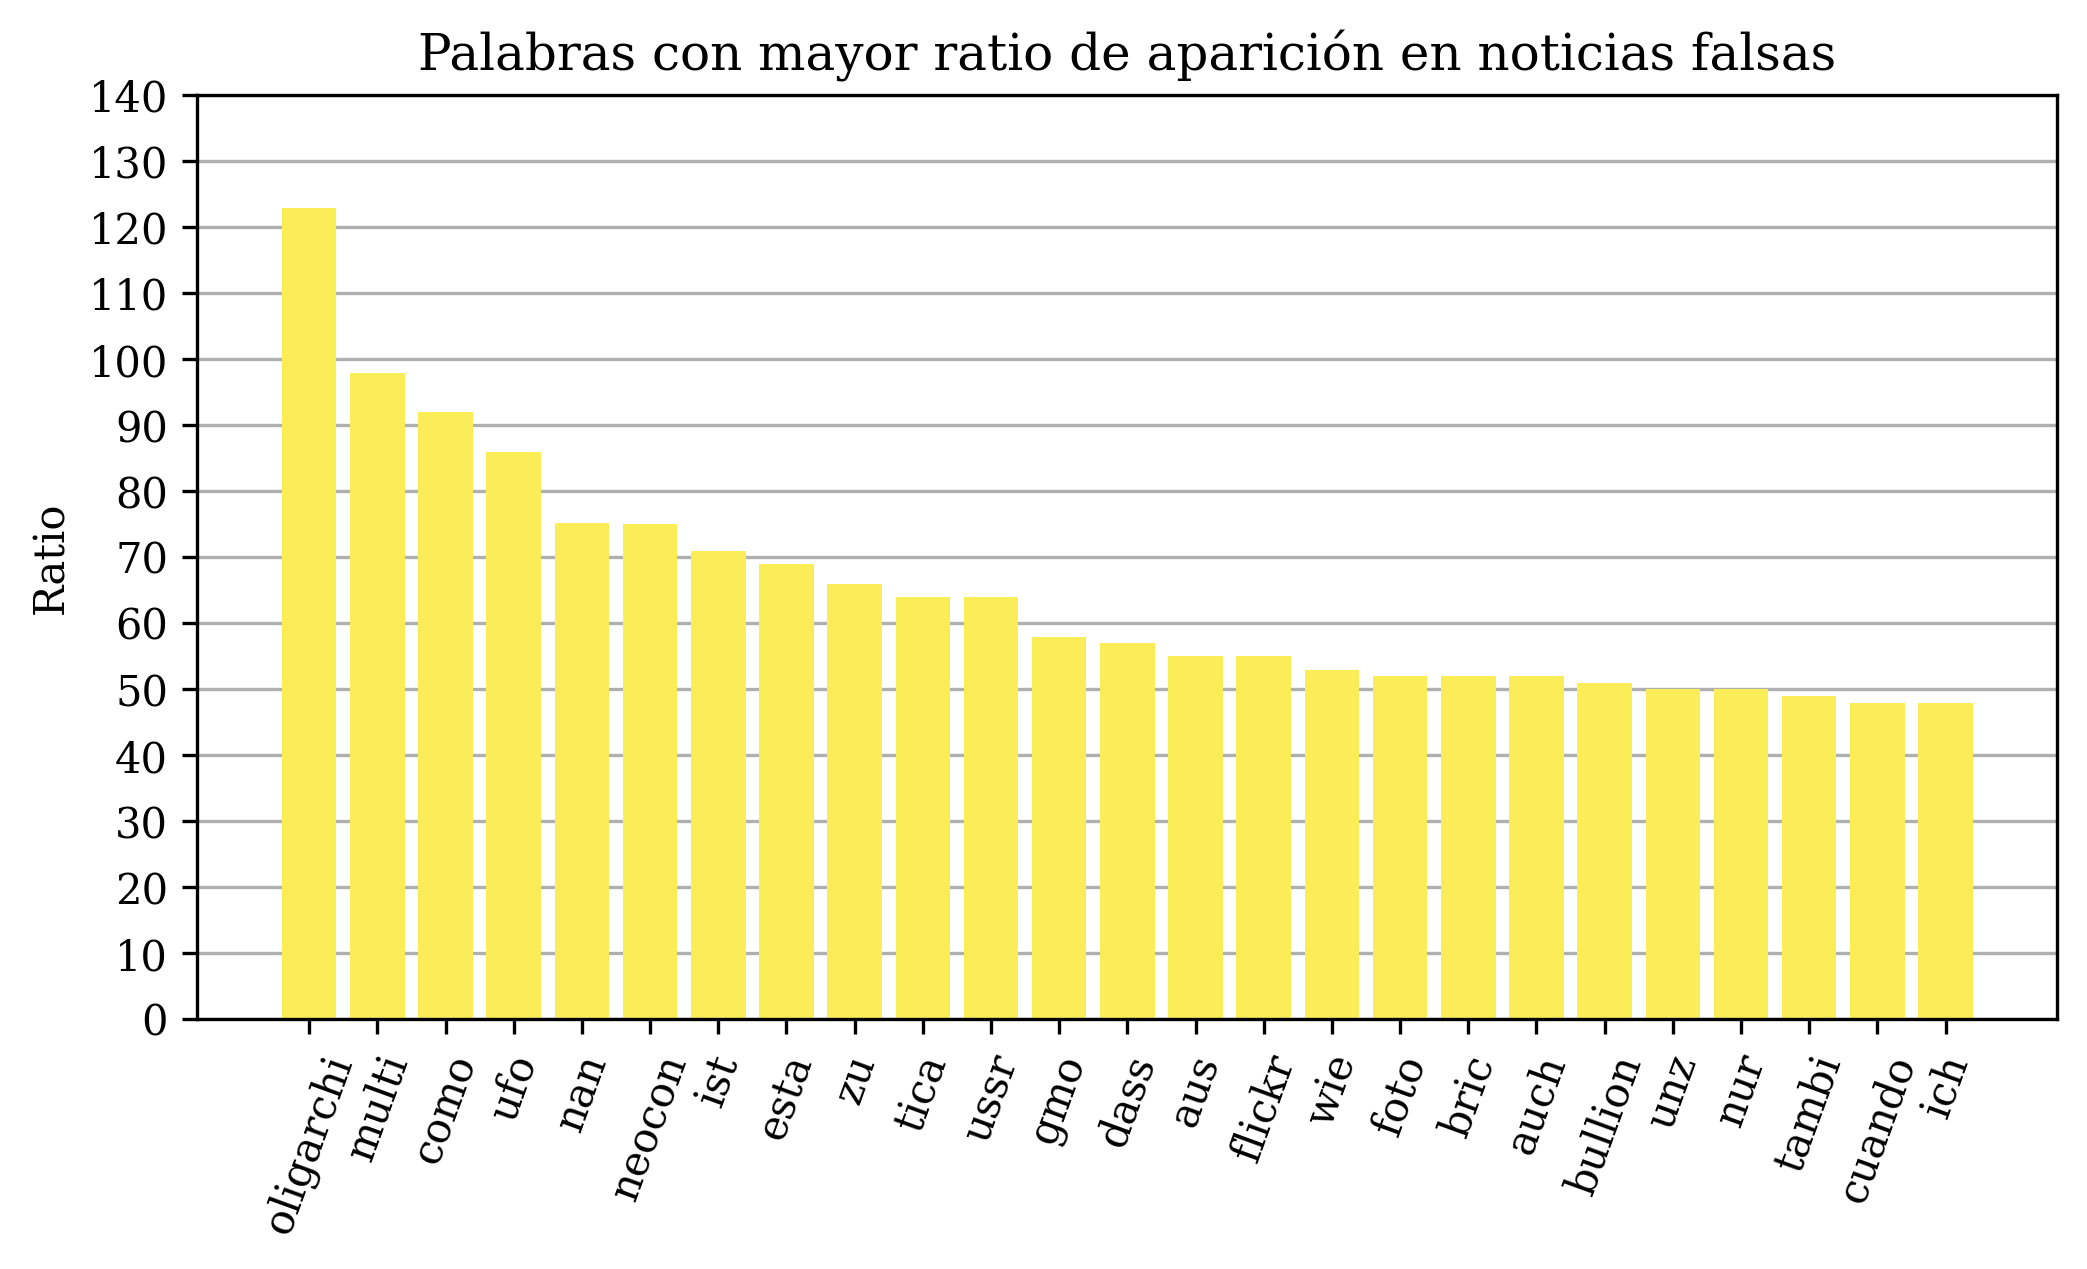 Palabras con mayor ratio de aparición en noticias falsas
140
130
120
110
100
90
80
70
60
50
40
30
20
10
0
Ratio
oligarchi
multi
como
ufo
nan
neocon
ist
esta
zu
tica
ussr
gmo
dass
aus
flickr
wie
foto
bric
auch
bullion
unz
nur
tambi
cuando
ich